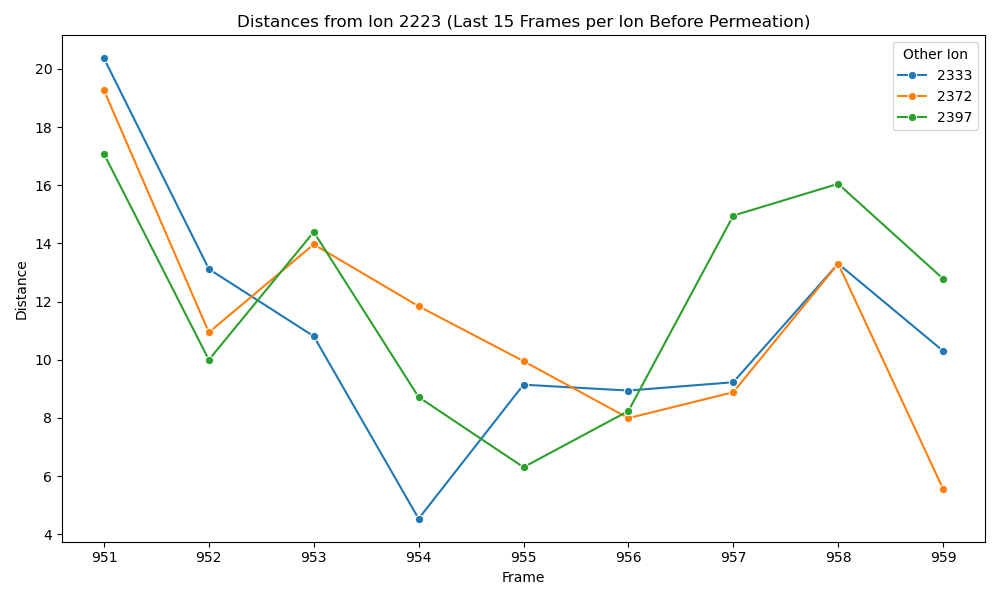 Distances from Ion 2223 (Last 15 Frames per Ion Before Permeation)
Other Ion
2333
2372
2397
Distance
20
18
16
14
12
10
8
6
4
951 952 953 954 955 956 957 958 959
Frame